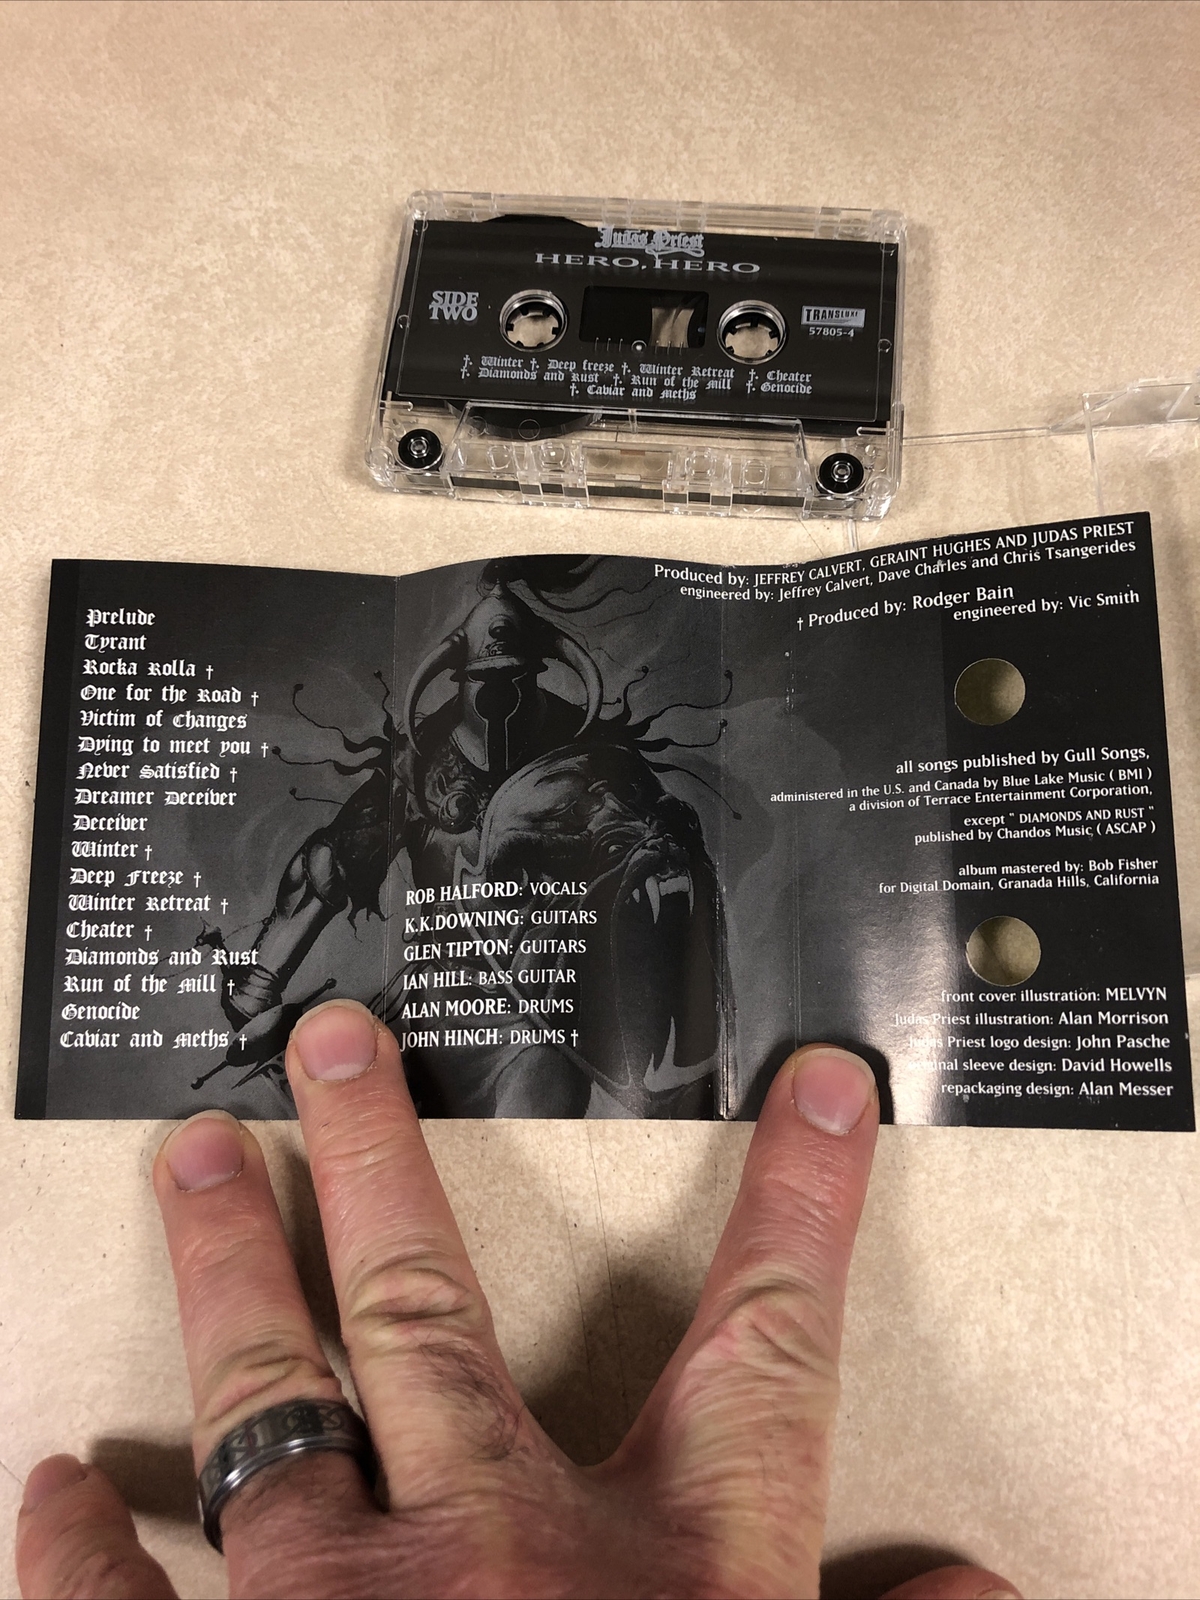 Judas Priest
HERO, HERO
SIDE
TWO
TRANSLUXE
57805-4
†. Winter †. Deep freeze †. Winter Retreat †. Cheater
†. Diamonds and Rust †. Run of the Mill †. Genocide
†. Caviar and Meths
Prelude
Tyrant
Rocka Rolla †
One for the Road †
Victim of Changes
Dying to meet you †
Never Satisfied †
Dreamer Deceiver
Deceiver
Winter †
Deep Freeze †
Winter Retreat †
Cheater †
Diamonds and Rust
Run of the Mill †
Genocide
Caviar and Meths †
ROB HALFORD: VOCALS
K.K.DOWNING: GUITARS
GLEN TIPTON: GUITARS
IAN HILL: BASS GUITAR
ALAN MOORE: DRUMS
JOHN HINCH: DRUMS †
Produced by: JEFFREY CALVERT, GERAINT HUGHES AND JUDAS PRIEST
engineered by: Jeffrey Calvert, Dave Charles and Chris Tsangerides
† Produced by: Rodger Bain
engineered by: Vic Smith
all songs published by Gull Songs,
administered in the U.S. and Canada by Blue Lake Music ( BMI )
a division of Terrace Entertainment Corporation,
except " DIAMONDS AND RUST "
published by Chandos Music ( ASCAP )
album mastered by: Bob Fisher
for Digital Domain, Granada Hills, California
front cover illustration: MELVYN
Judas Priest illustration: Alan Morrison
Judas Priest logo design: John Pasche
original sleeve design: David Howells
repackaging design: Alan Messer